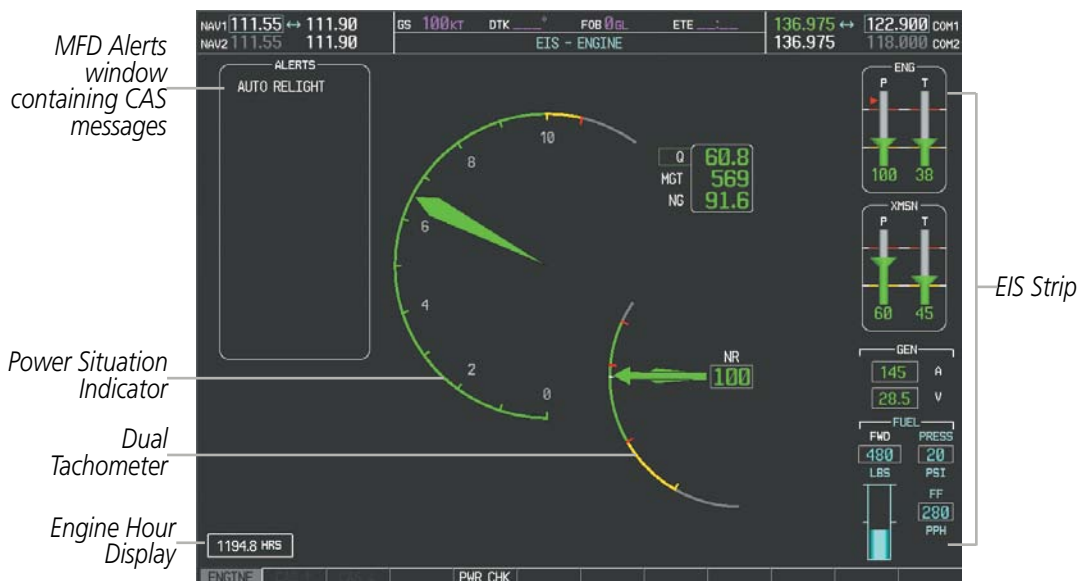 NAV1 111.55 ↔ 111.90
NAV2 111.55 111.90
GS 100KT DTK ___° FOB 0GL ETE __:__
EIS - ENGINE
136.975 ↔ 122.900 COM1
136.975 118.000 COM2
MFD Alerts
window
containing CAS
messages
ALERTS
AUTO RELIGHT
10
8
6
4
2
0
Q 60.8
MGT 569
NG 91.6
NR
100
ENG
P T
100 38
XMSN
P T
60 45
GEN
145 A
28.5 V
FUEL
FWD PRESS
480 20
LBS PSI
FF
280
PPH
EIS Strip
Power Situation
Indicator
Dual
Tachometer
Engine Hour
Display
1194.8 HRS
ENGINE PWR CHK